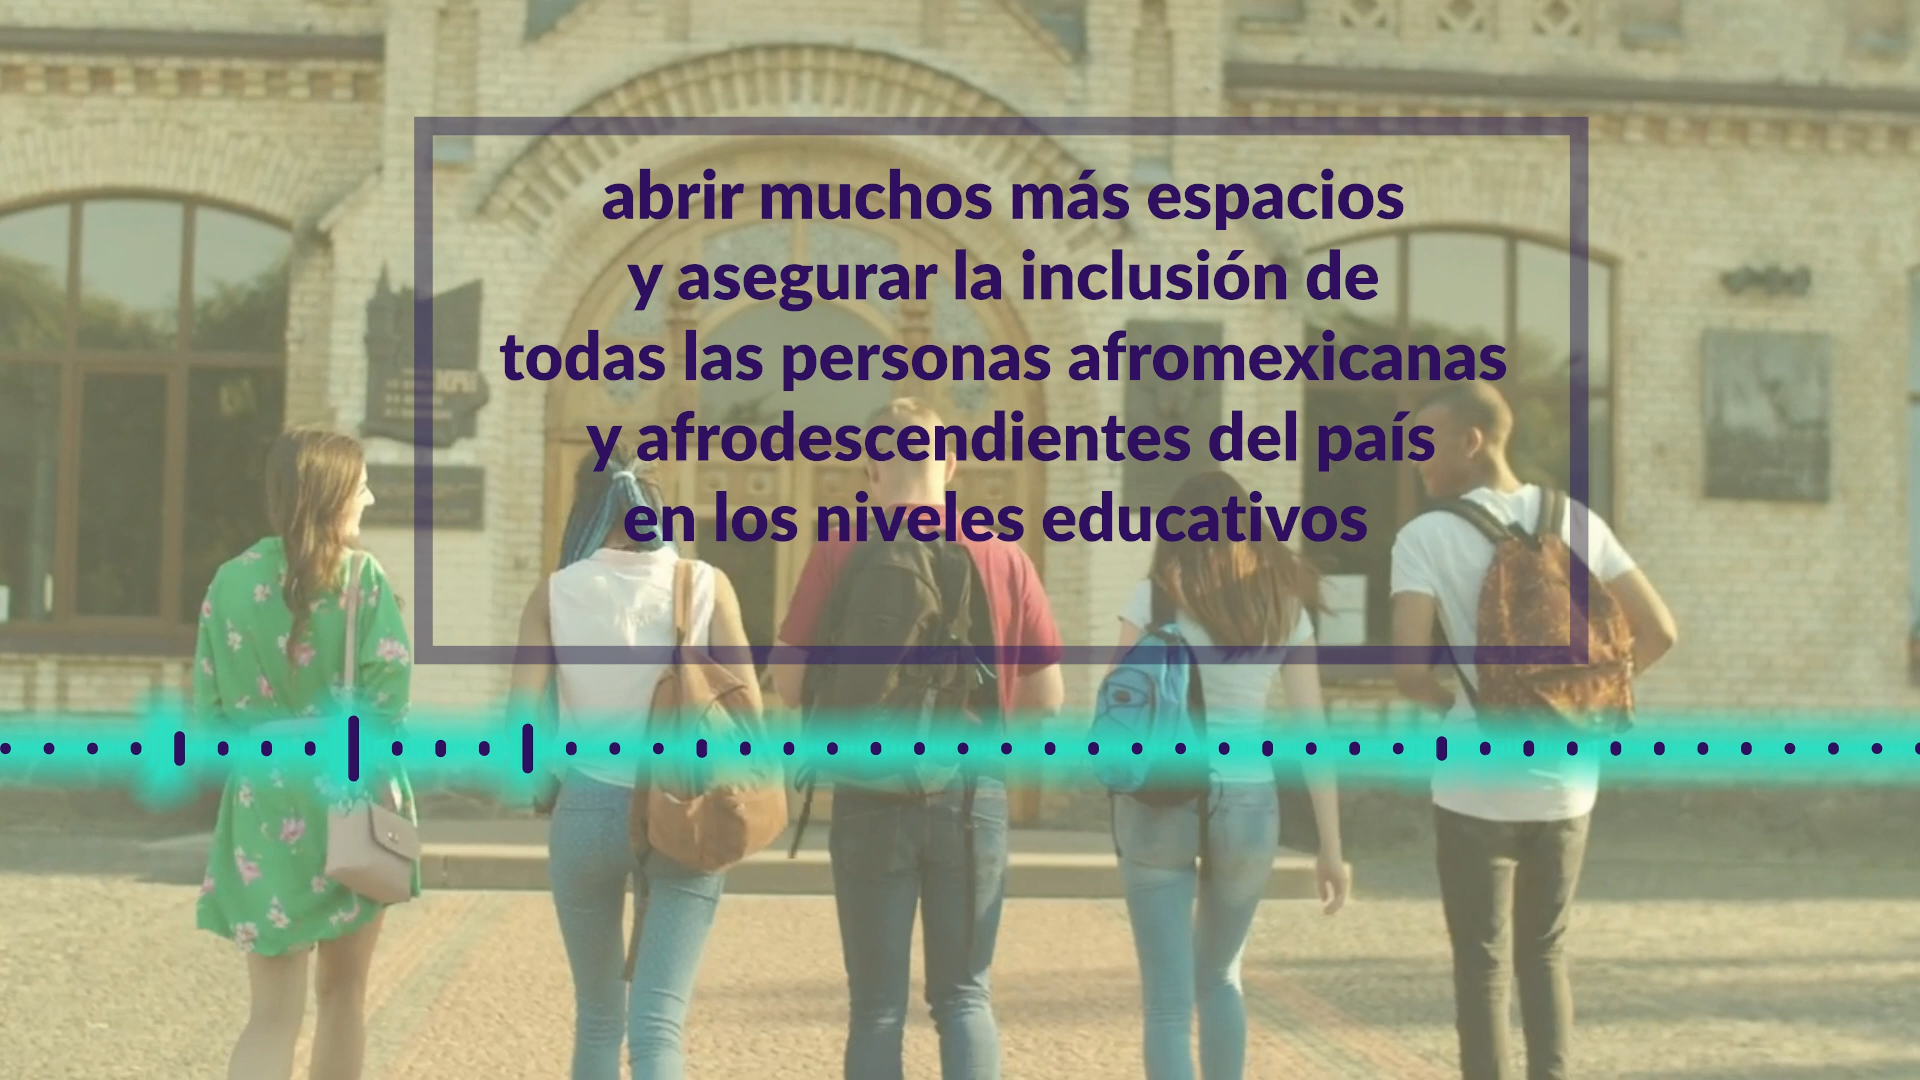 abrir muchos más espacios
y asegurar la inclusión de
todas las personas afromexicanas
y afrodescendientes del país
en los niveles educativos